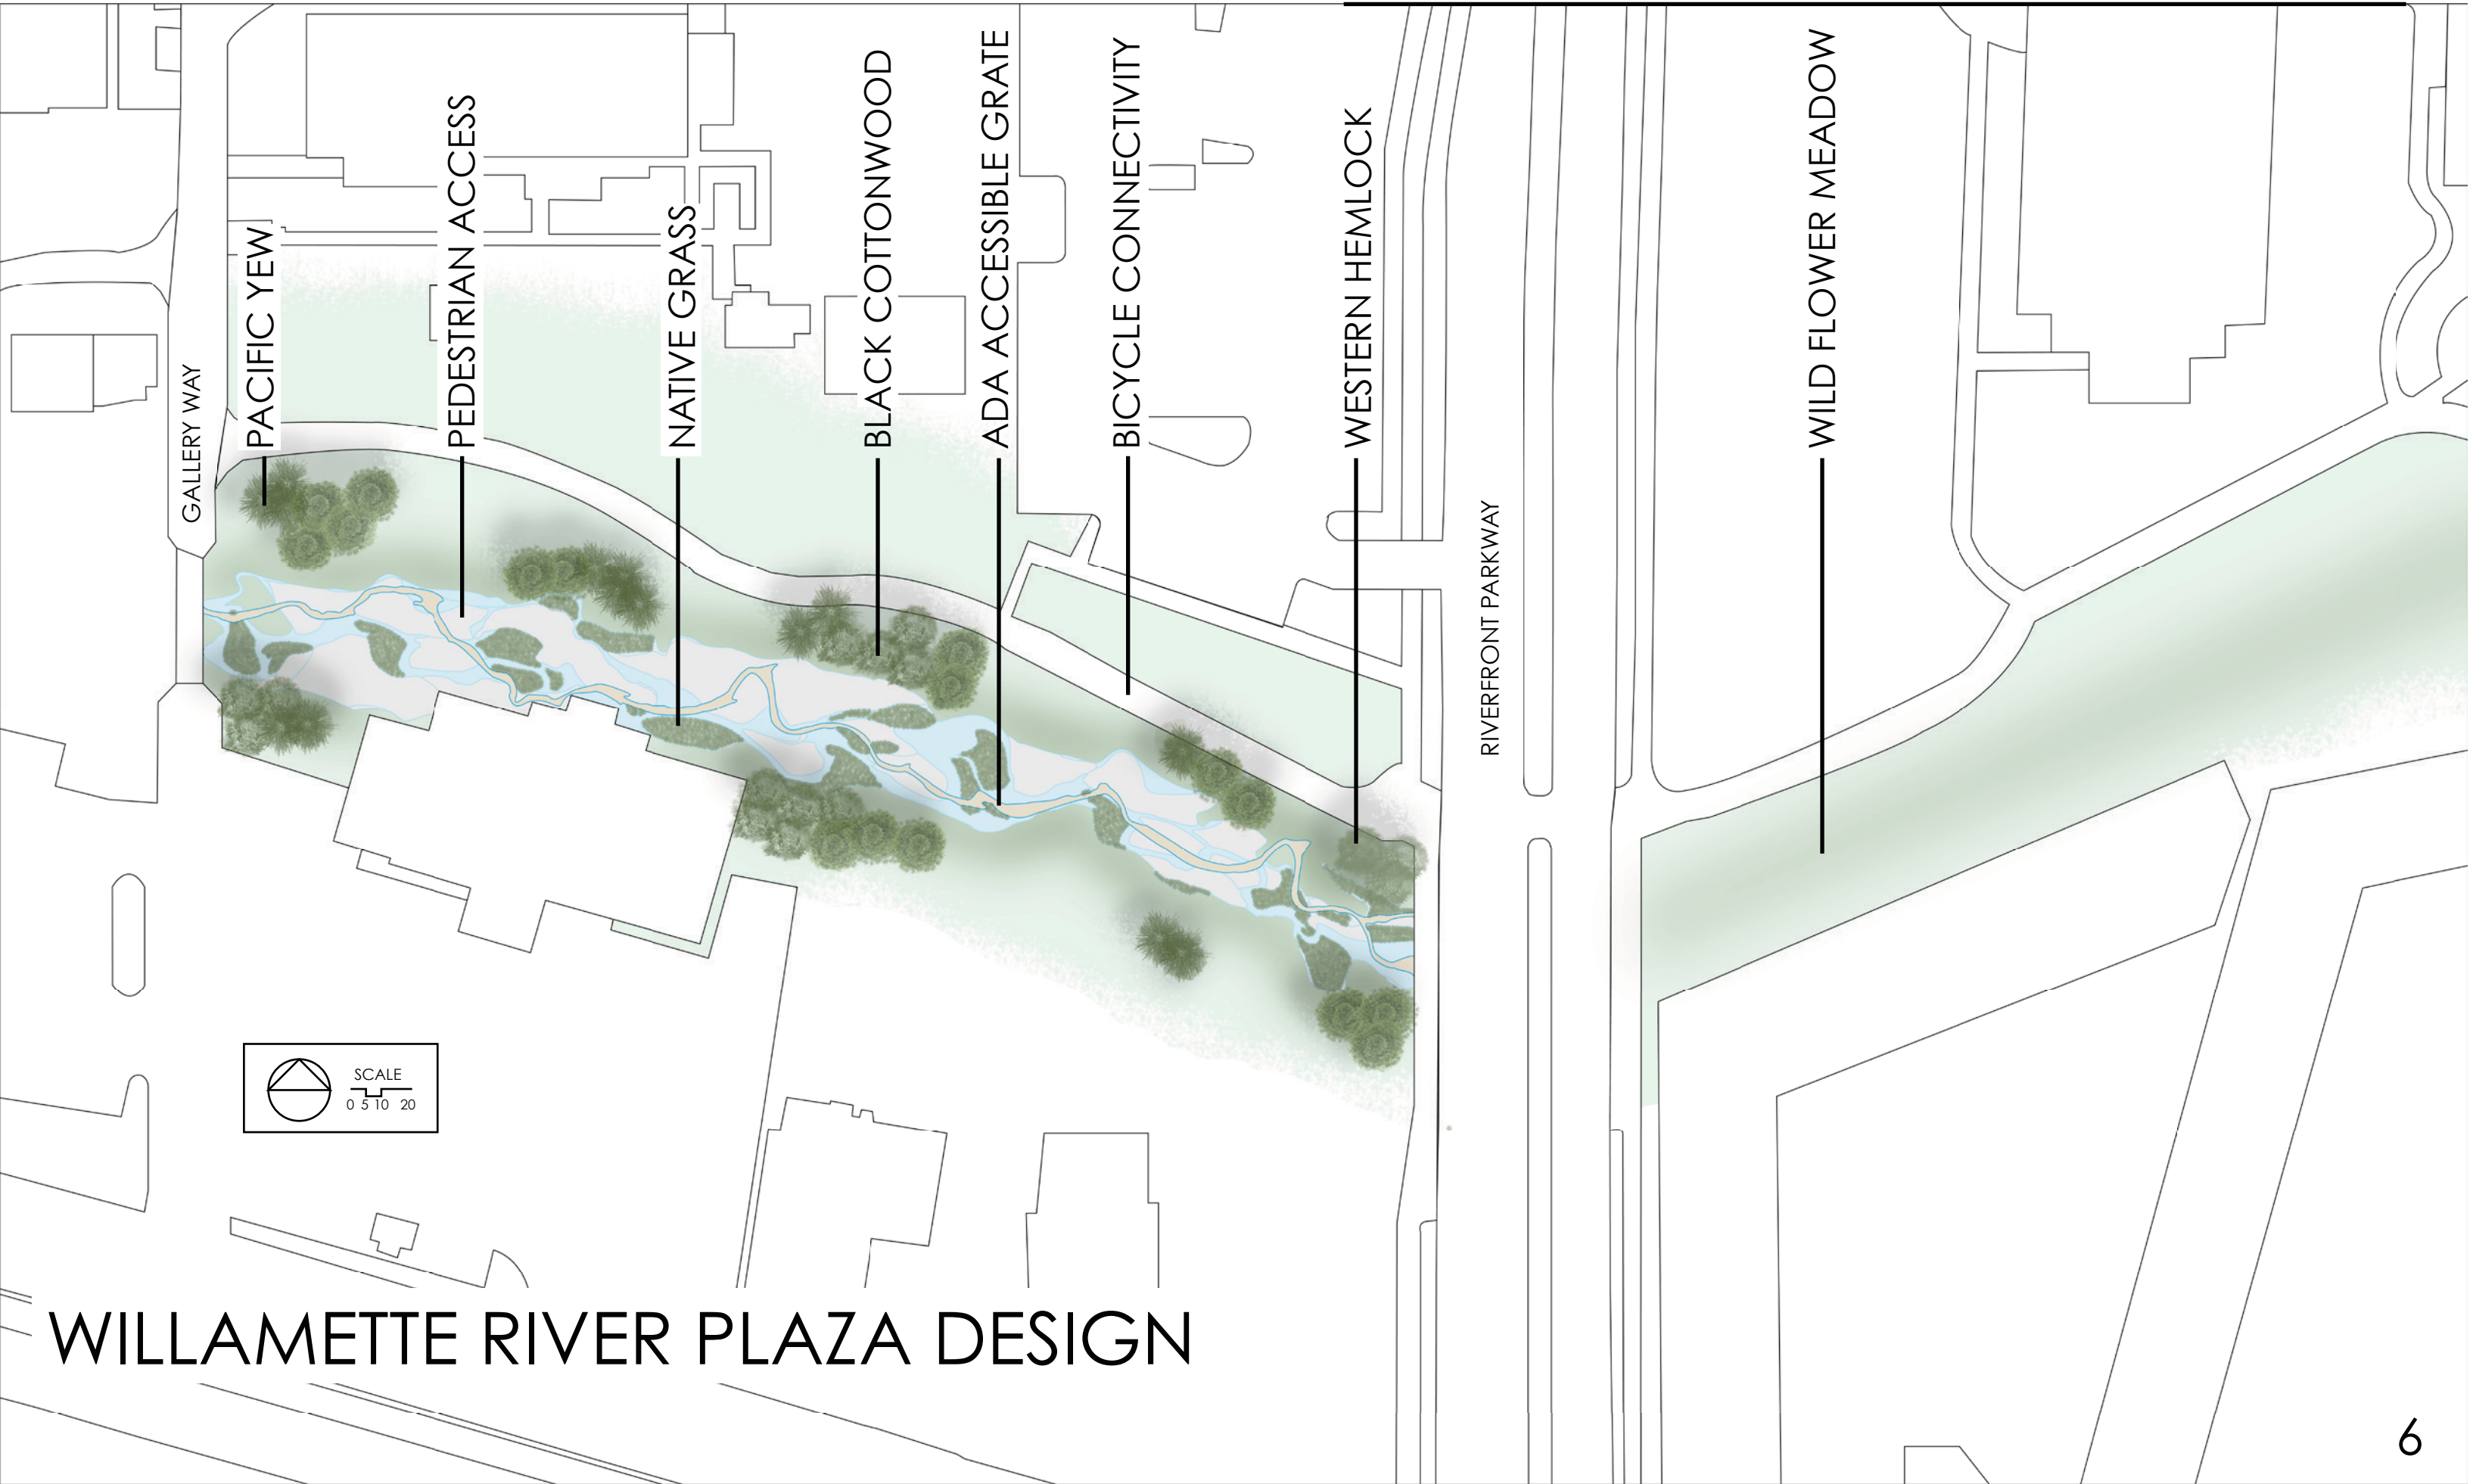 GALLERY WAY
PACIFIC YEW
PEDESTRIAN ACCESS
NATIVE GRASS
BLACK COTTONWOOD
ADA ACCESSIBLE GRATE
BICYCLE CONNECTIVITY
WESTERN HEMLOCK
RIVERFRONT PARKWAY
WILD FLOWER MEADOW
SCALE
0 5 10 20
WILLAMETTE RIVER PLAZA DESIGN
6